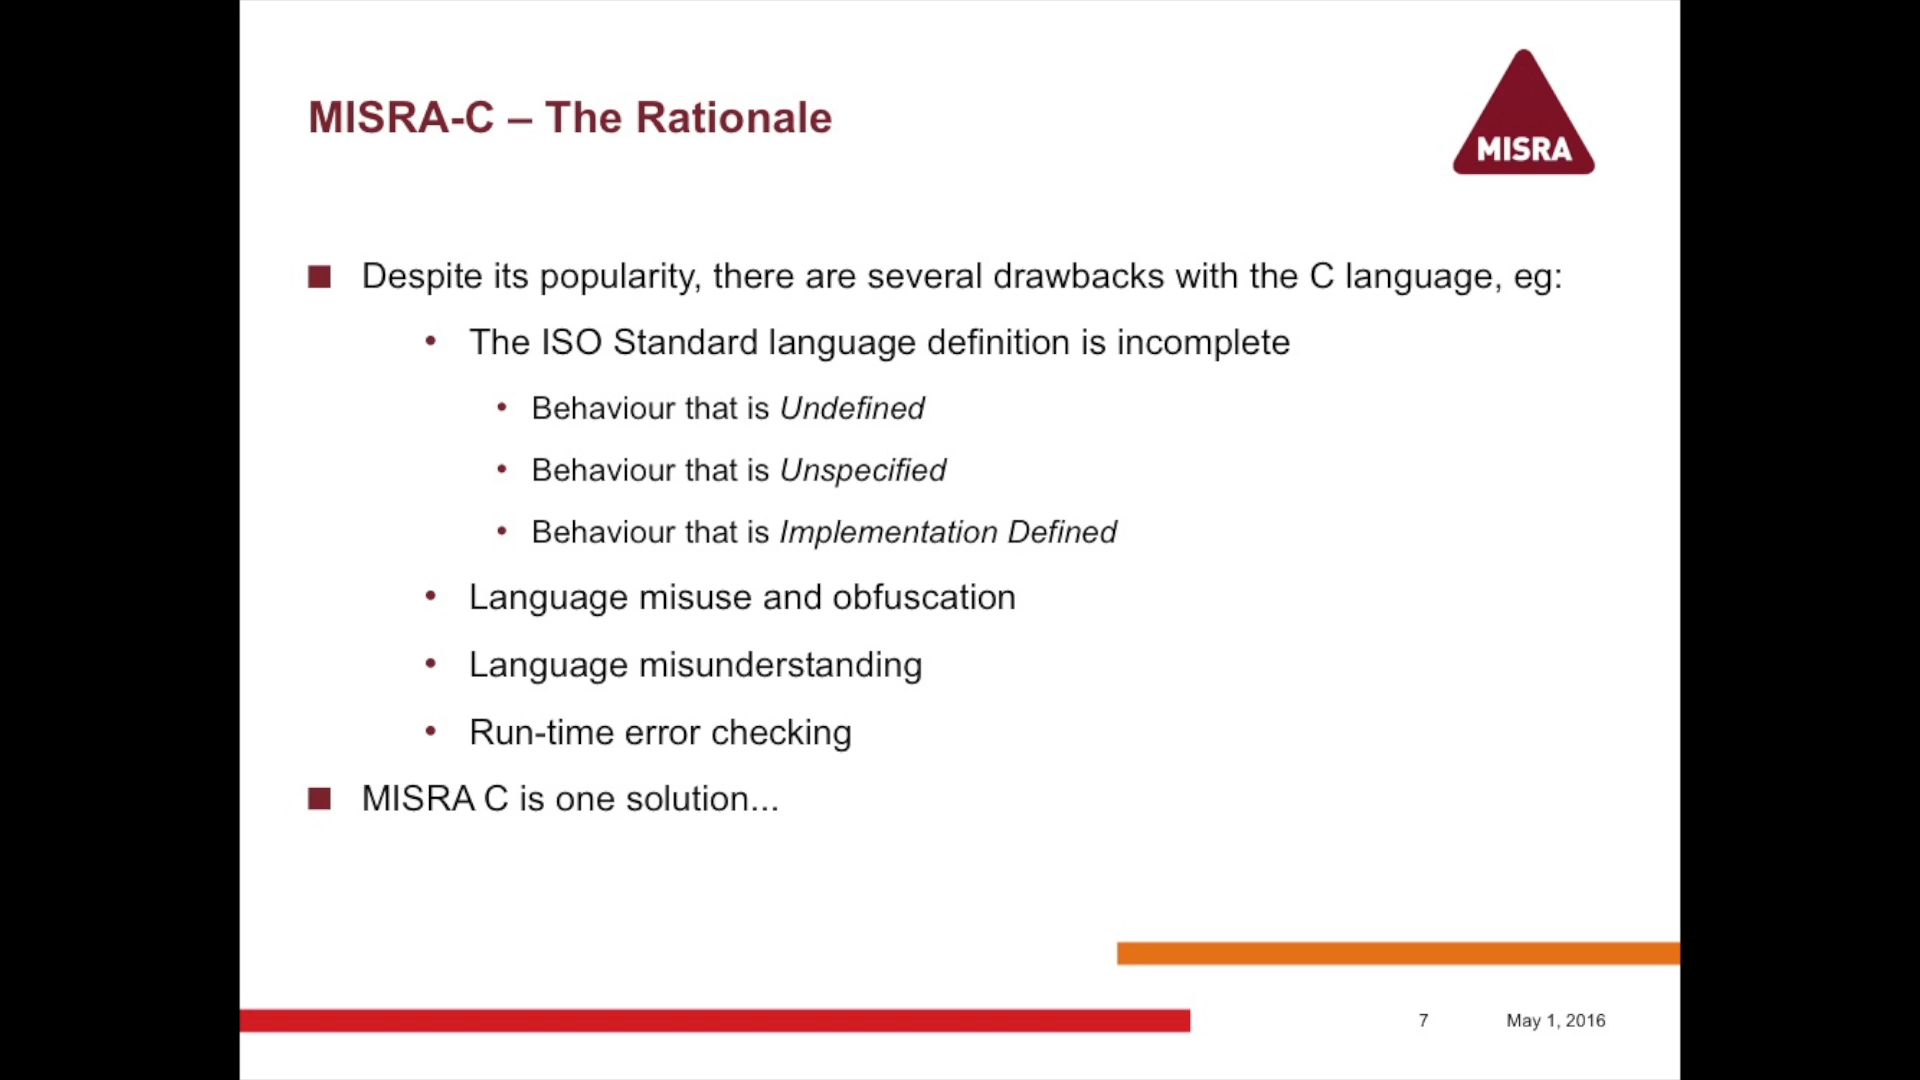 MISRA-C – The Rationale
MISRA
Despite its popularity, there are several drawbacks with the C language, eg:
The ISO Standard language definition is incomplete
Behaviour that is Undefined
Behaviour that is Unspecified
Behaviour that is Implementation Defined
Language misuse and obfuscation
Language misunderstanding
Run-time error checking
MISRA C is one solution...
7 May 1, 2016